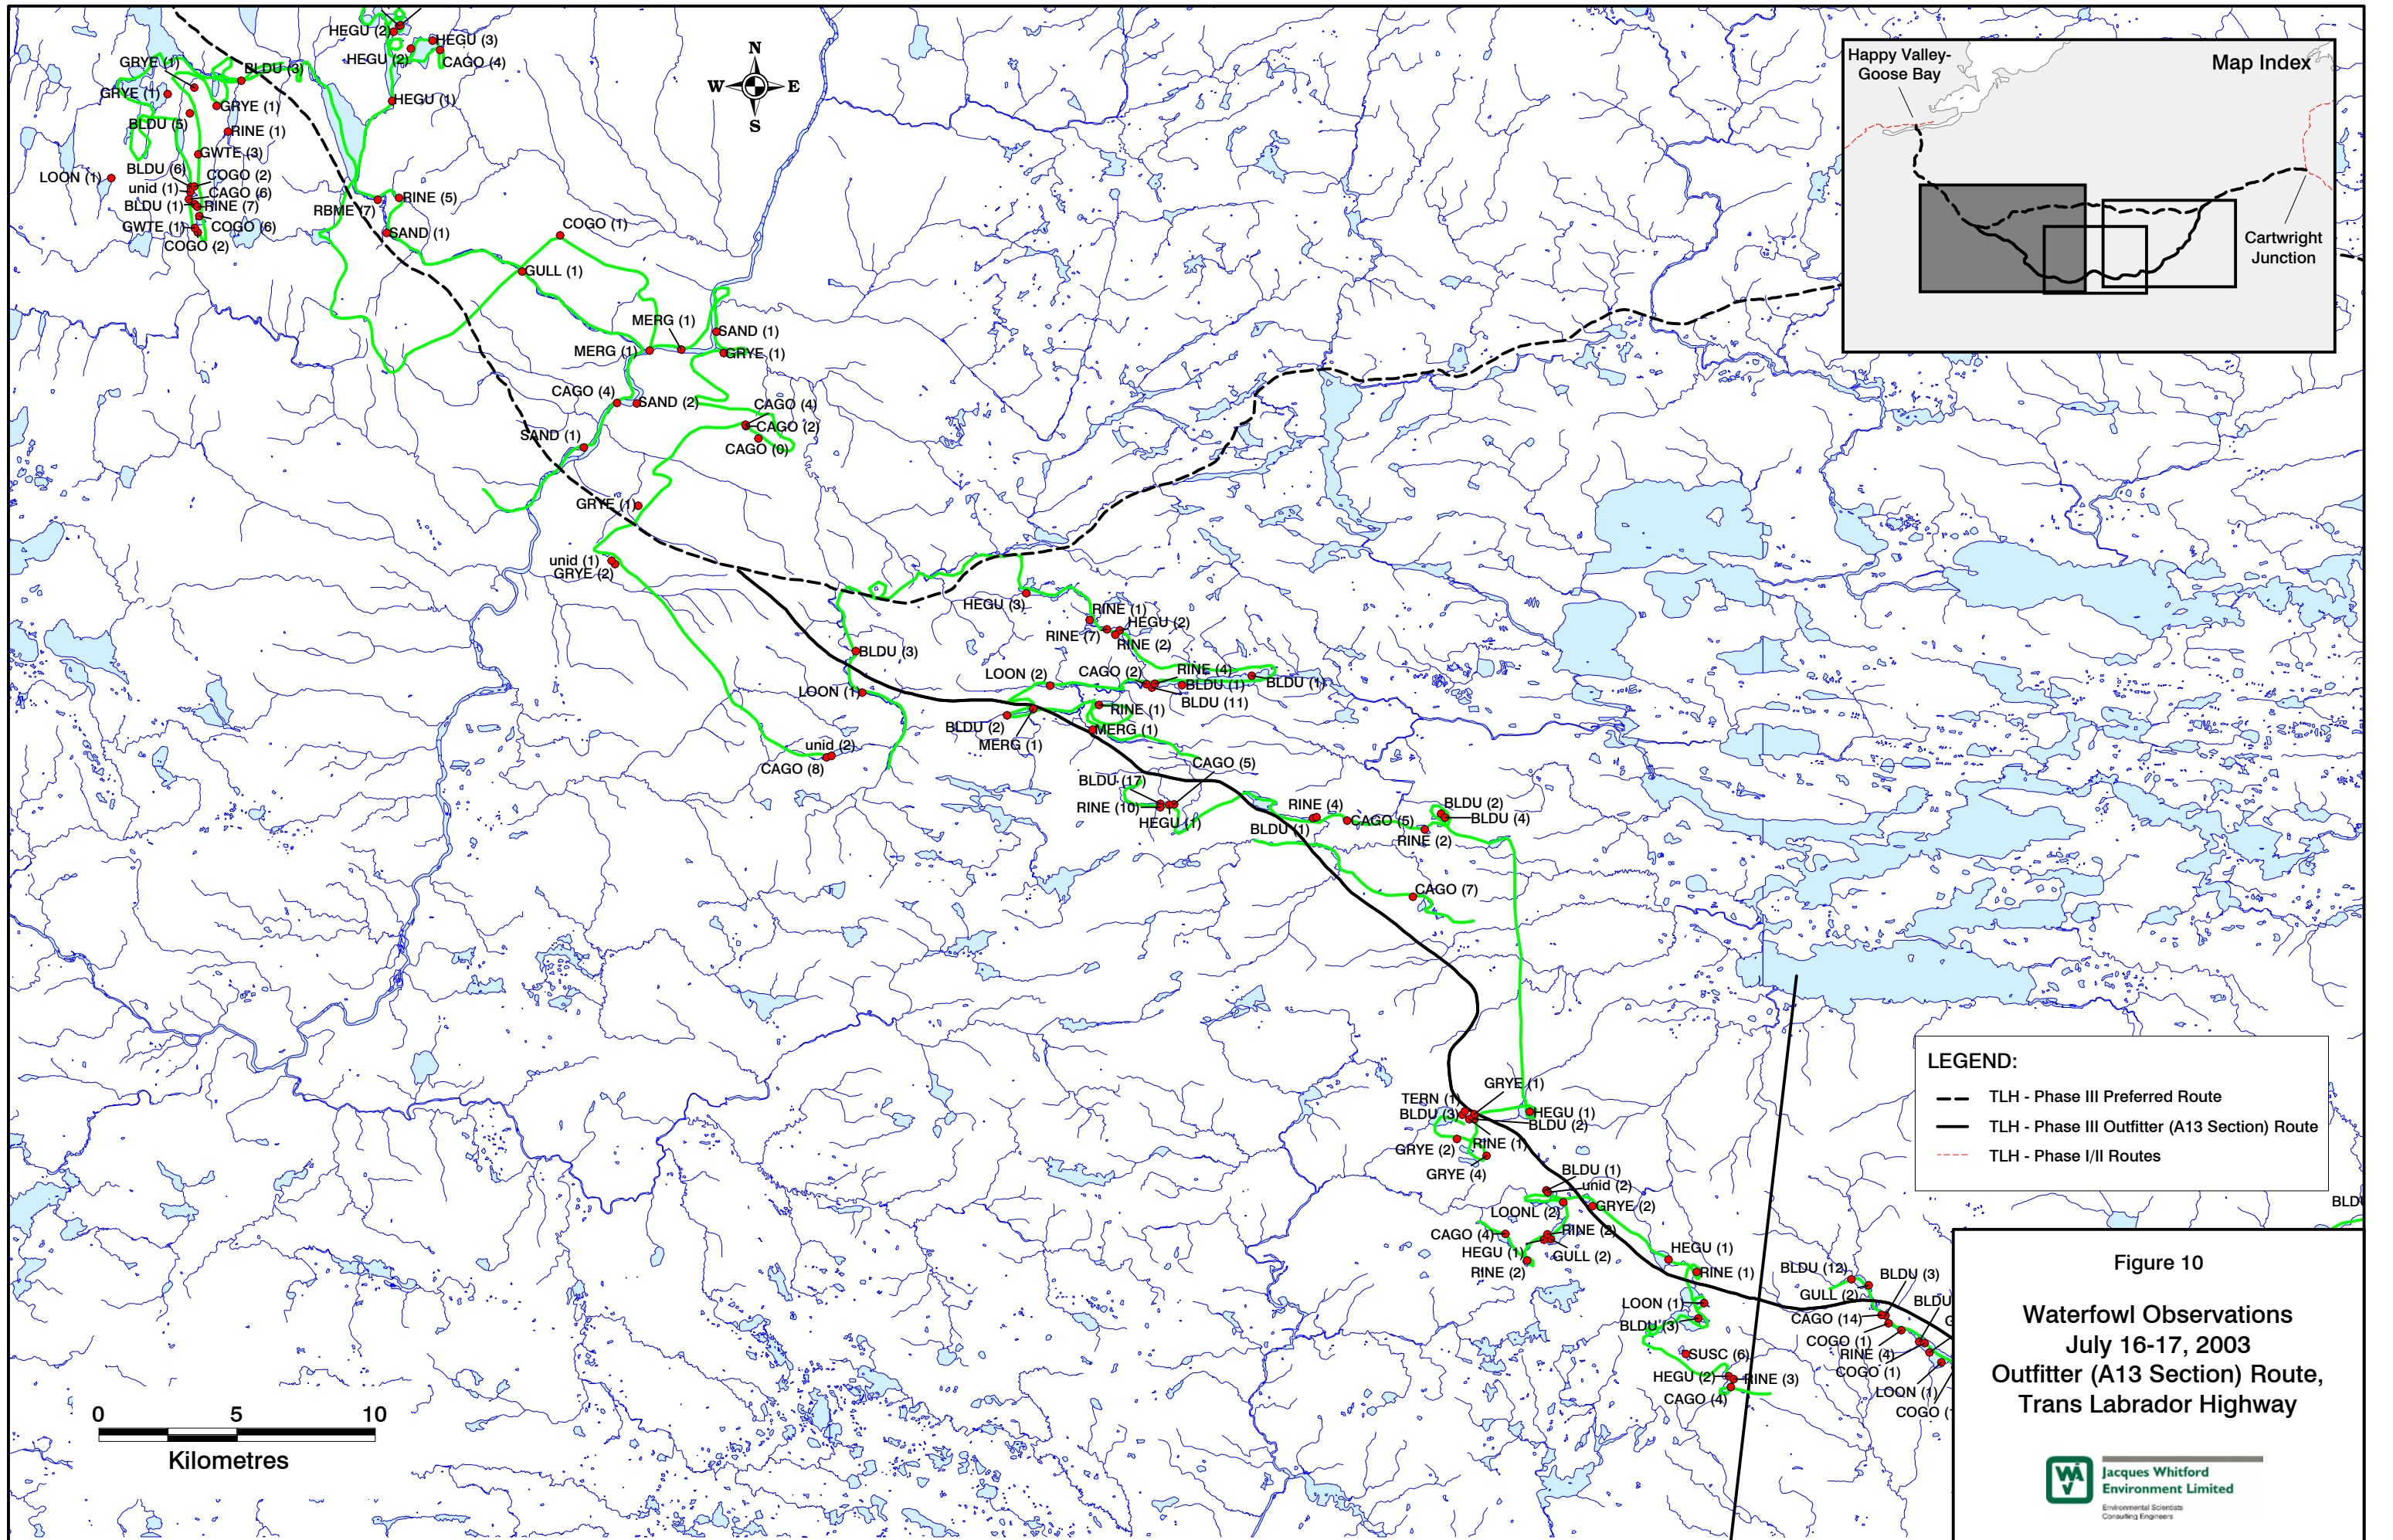 HEGU (2)
HEGU (3)
HEGU (2)
CAGO (4)
GRYE (1)
BLDU (3)
GRYE (1)
GRYE (1)
HEGU (1)
BLDU (5)
RINE (1)
GWTE (3)
BLDU (6)
COGO (2)
LOON (1)
unid (1)
CAGO (6)
BLDU (1)
RINE (7)
GWTE (1)
COGO (6)
COGO (2)
RBME (7)
RINE (5)
SAND (1)
COGO (1)
GULL (1)
MERG (1)
SAND (1)
MERG (1)
GRYE (1)
CAGO (4)
SAND (2)
CAGO (4)
CAGO (2)
CAGO (0)
SAND (1)
GRYE (1)
unid (1)
GRYE (2)
HEGU (3)
RINE (1)
HEGU (2)
RINE (7)
RINE (2)
BLDU (3)
LOON (2)
CAGO (2)
RINE (4)
BLDU (1)
BLDU (1)
BLDU (11)
LOON (1)
RINE (1)
BLDU (2)
MERG (1)
MERG (1)
unid (2)
CAGO (8)
CAGO (5)
BLDU (17)
RINE (10)
HEGU (1)
RINE (4)
BLDU (1)
CAGO (5)
BLDU (2)
BLDU (4)
RINE (2)
CAGO (7)
GRYE (1)
TERN (1)
BLDU (3)
HEGU (1)
BLDU (2)
GRYE (2)
RINE (1)
GRYE (4)
BLDU (1)
unid (2)
LOONL (2)
GRYE (2)
CAGO (4)
RINE (2)
HEGU (1)
GULL (2)
RINE (2)
HEGU (1)
RINE (1)
LOON (1)
BLDU (3)
SUSC (6)
HEGU (2)
RINE (3)
CAGO (4)
BLDU (12)
BLDU (3)
GULL (2)
BLDU
CAGO (14)
G
COGO (1)
RINE (4)
COGO (1)
LOON (1)
COGO (
N
W
E
S
Happy Valley-
Goose Bay
Map Index
Cartwright
Junction
LEGEND:
TLH - Phase III Preferred Route
TLH - Phase III Outfitter (A13 Section) Route
TLH - Phase I/II Routes
BLDU
0 5 10
Kilometres
Figure 10
Waterfowl Observations
July 16-17, 2003
Outfitter (A13 Section) Route,
Trans Labrador Highway
Jacques Whitford
Environment Limited
Environmental Scientists
Consulting Engineers